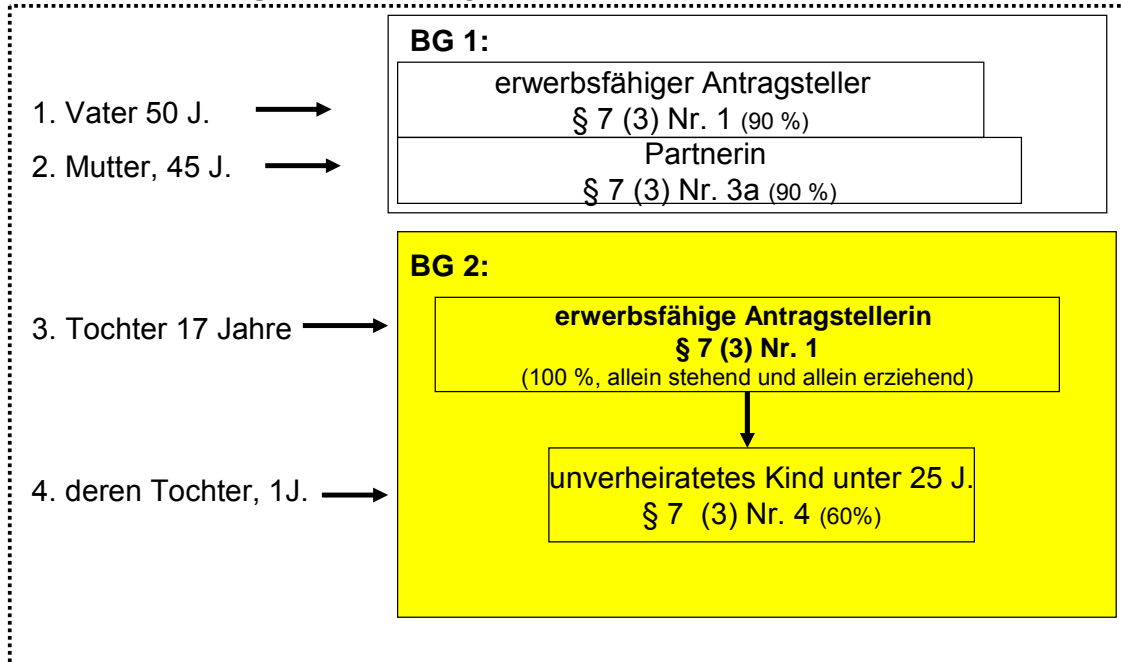 BG 1:
erwerbsfähiger Antragsteller
1. Vater 50 J.
§ 7 (3) Nr. 1 (90 %)
Partnerin
2. Mutter, 45 J.
§ 7 (3) Nr. 3a (90 %)
BG 2:
3. Tochter 17 Jahre
erwerbsfähige Antragstellerin
§ 7 (3) Nr. 1
(100 %, allein stehend und allein erziehend)
4. deren Tochter, 1J.
unverheiratetes Kind unter 25 J.
§ 7 (3) Nr. 4 (60%)